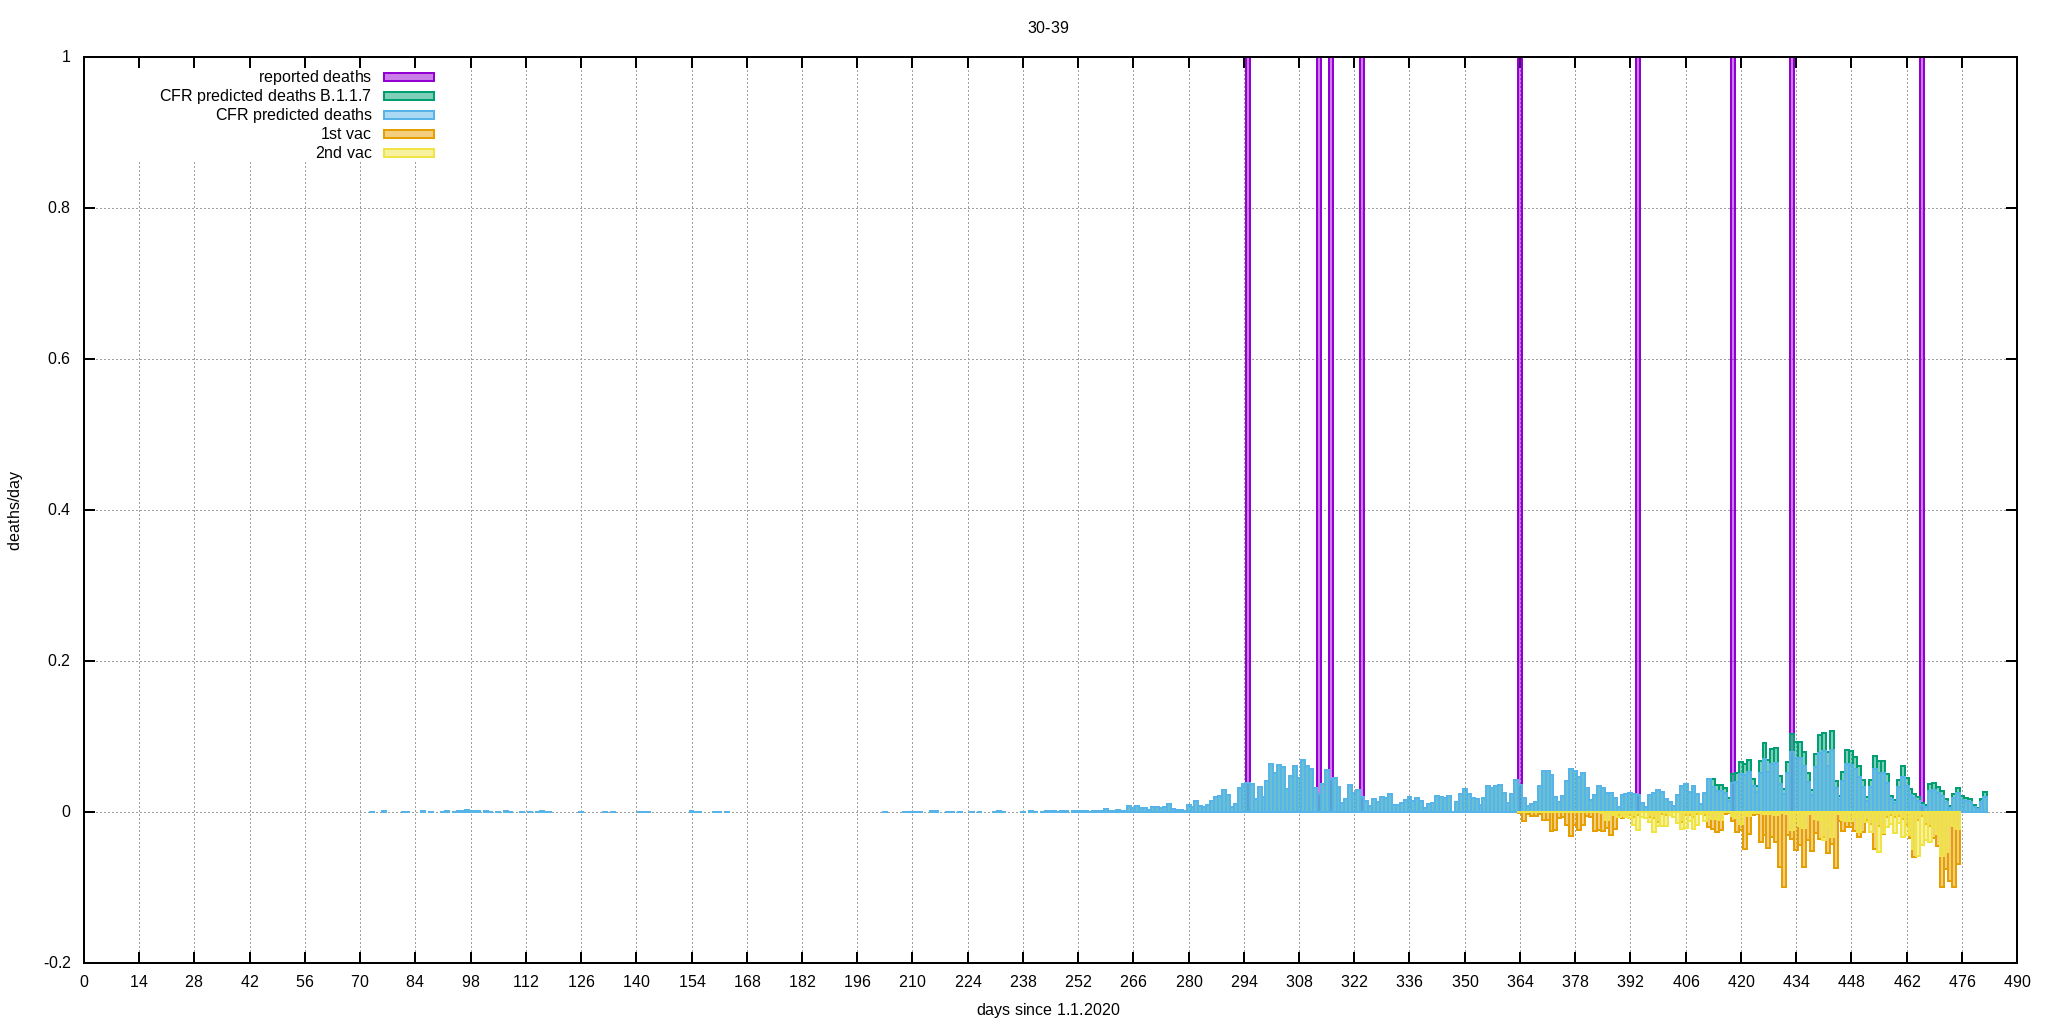 30-39
1
reported deaths
CFR predicted deaths B.1.1.7
CFR predicted deaths
1st vac
2nd vac
0.8
0.6
0.4
0.2
0
-0.2
deaths/day
0 14 28 42 56 70 84 98 112 126 140 154 168 182 196 210 224 238 252 266 280 294 308 322 336 350 364 378 392 406 420 434 448 462 476 490
days since 1.1.2020